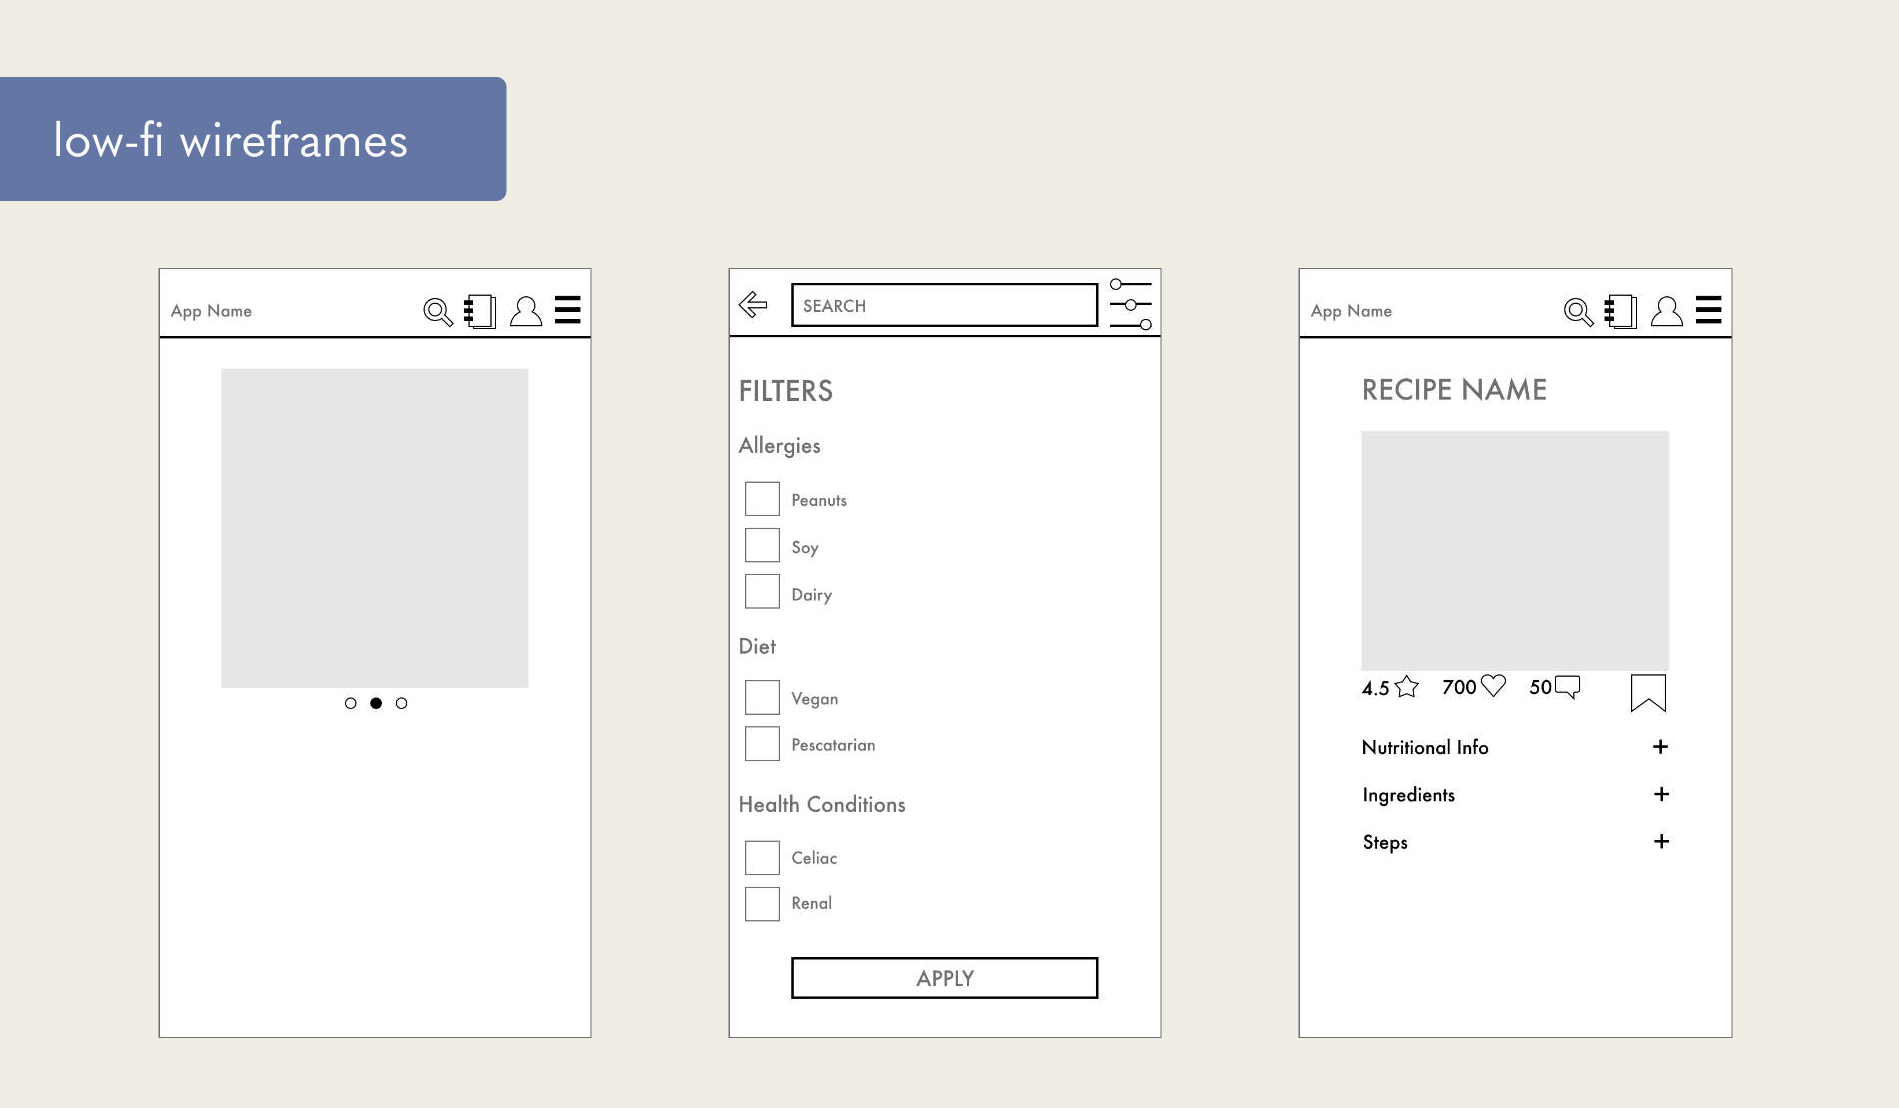 low-fi wireframes
App Name
SEARCH
FILTERS
Allergies
Peanuts
Soy
Dairy
Diet
Vegan
Pescatarian
Health Conditions
Celiac
Renal
APPLY
App Name
RECIPE NAME
4.5 700 50
Nutritional Info +
Ingredients +
Steps +